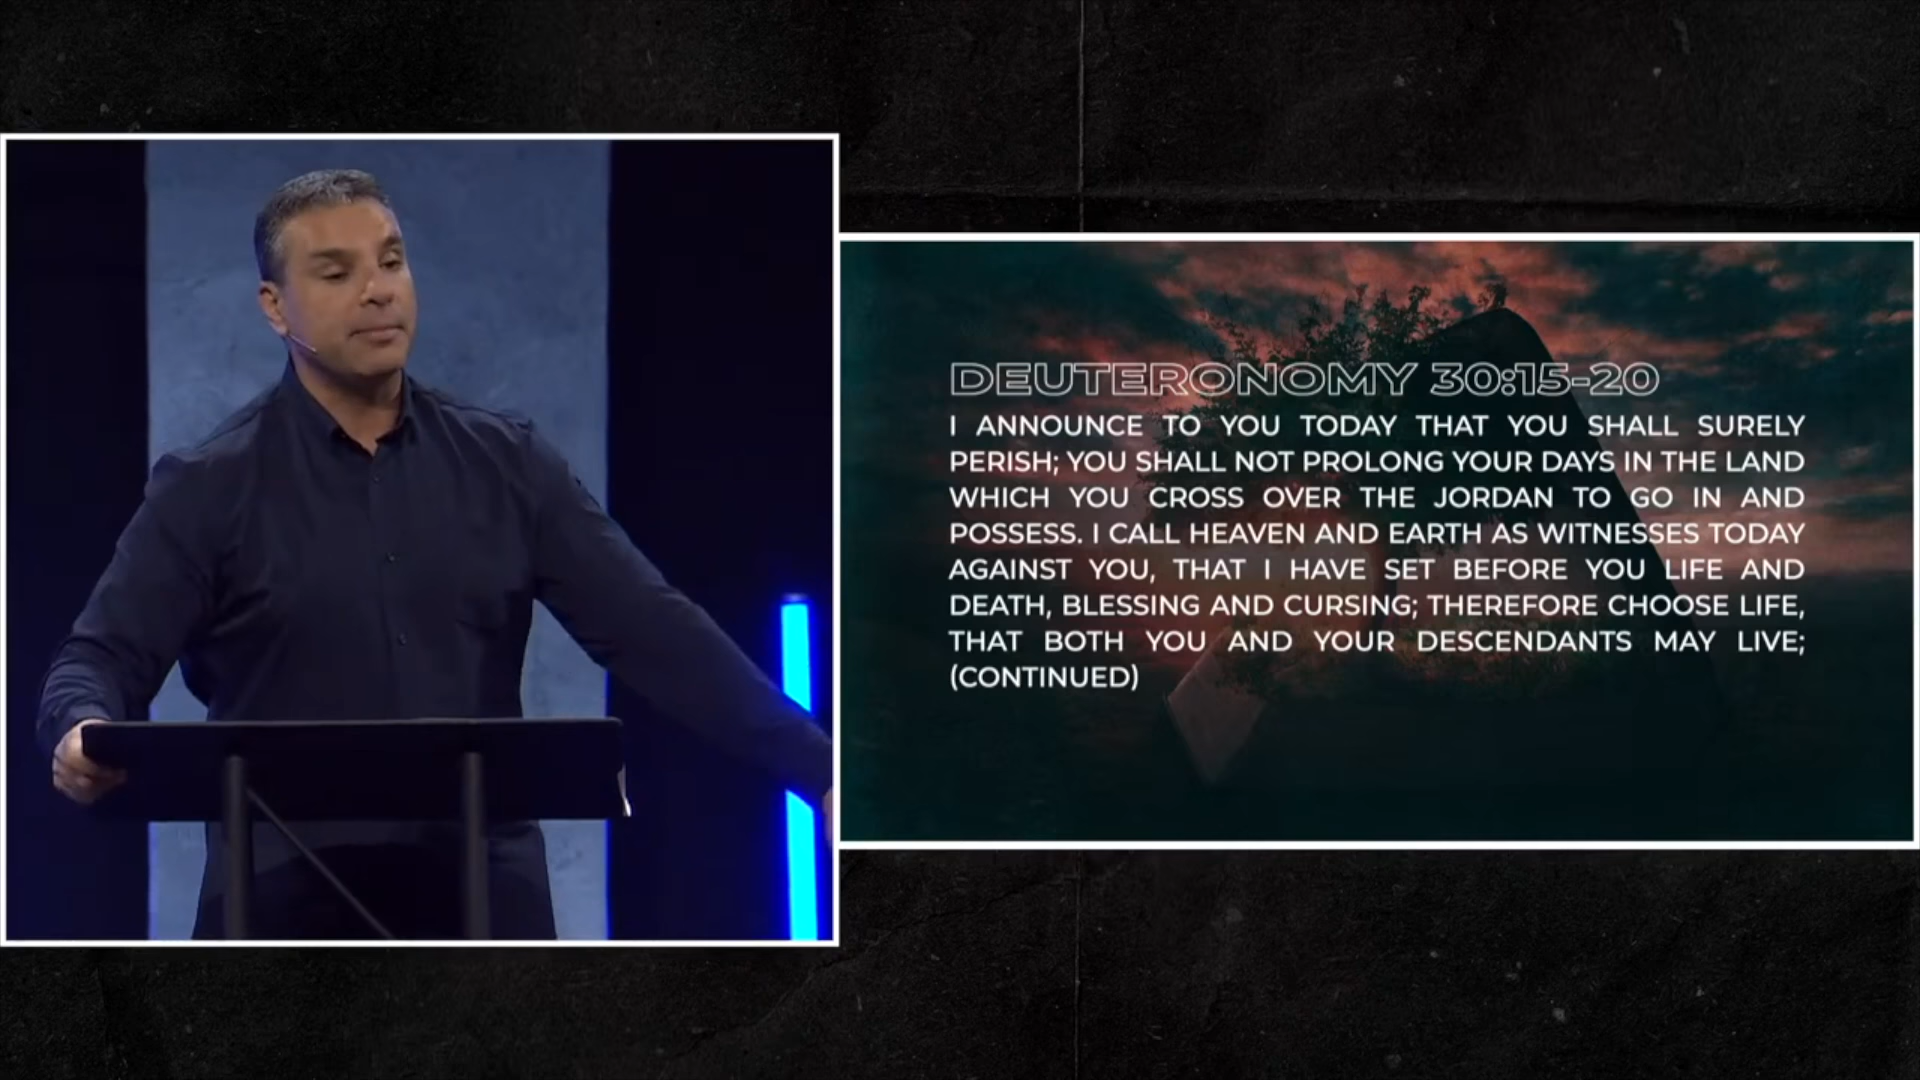 DEUTERONOMY 30:15-20
I ANNOUNCE TO YOU TODAY THAT YOU SHALL SURELY
PERISH; YOU SHALL NOT PROLONG YOUR DAYS IN THE LAND
WHICH YOU CROSS OVER THE JORDAN TO GO IN AND
POSSESS. I CALL HEAVEN AND EARTH AS WITNESSES TODAY
AGAINST YOU, THAT I HAVE SET BEFORE YOU LIFE AND
DEATH, BLESSING AND CURSING; THEREFORE CHOOSE LIFE,
THAT BOTH YOU AND YOUR DESCENDANTS MAY LIVE;
(CONTINUED)